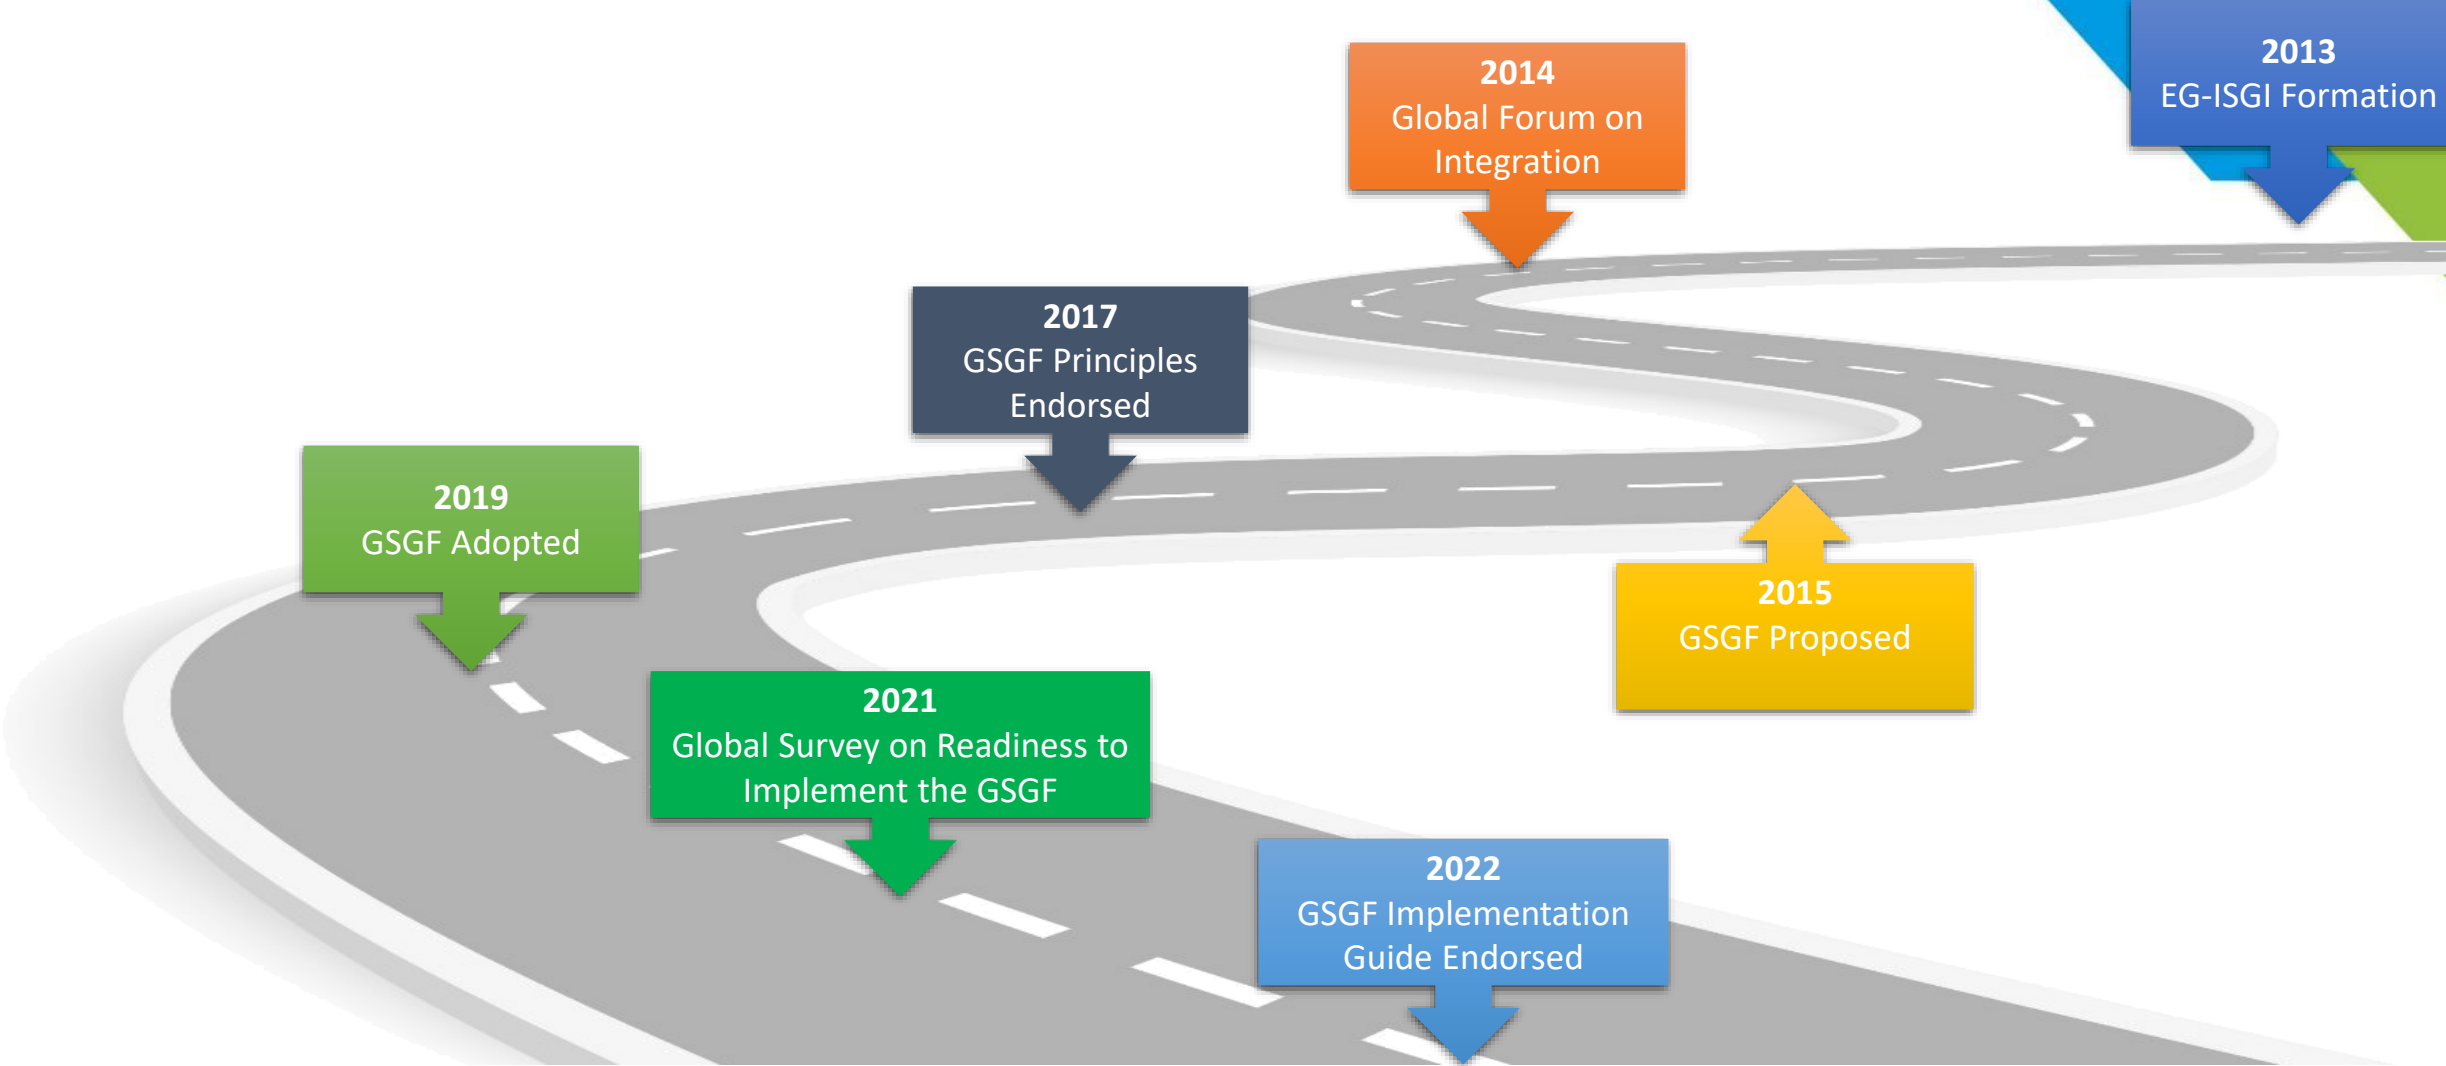 2013
EG-ISGI Formation
2014
Global Forum on
Integration
2017
GSGF Principles
Endorsed
2015
GSGF Proposed
2019
GSGF Adopted
2021
Global Survey on Readiness to
Implement the GSGF
2022
GSGF Implementation
Guide Endorsed